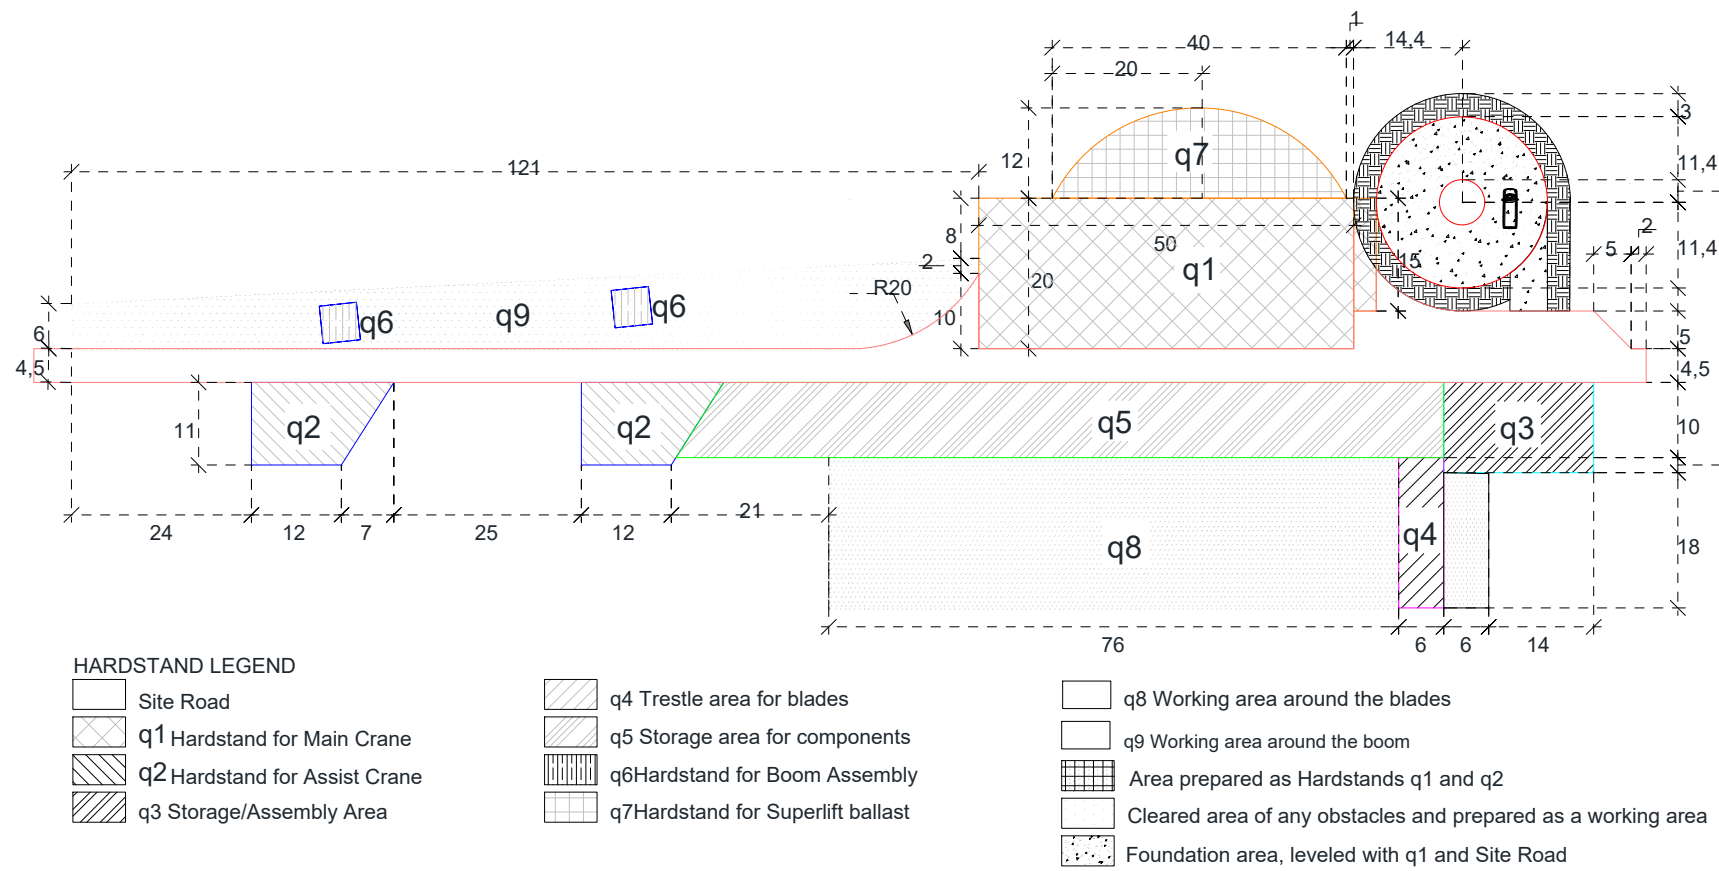 1
40
14,4
20
3
12
q7
11,4
121
8
50
2
5
11,4
2
q1
15
R20
20
q6
q9
q6
10
6
5
4,5
4,5
11
q2
q2
q5
q3
10
21
24
12
7
25
12
q8
q4
18
76
6
6
14
HARDSTAND LEGEND
Site Road
q1 Hardstand for Main Crane
q2 Hardstand for Assist Crane
q3 Storage/Assembly Area
q4 Trestle area for blades
q5 Storage area for components
q6Hardstand for Boom Assembly
q7Hardstand for Superlift ballast
q8 Working area around the blades
q9 Working area around the boom
Area prepared as Hardstands q1 and q2
Cleared area of any obstacles and prepared as a working area
Foundation area, leveled with q1 and Site Road